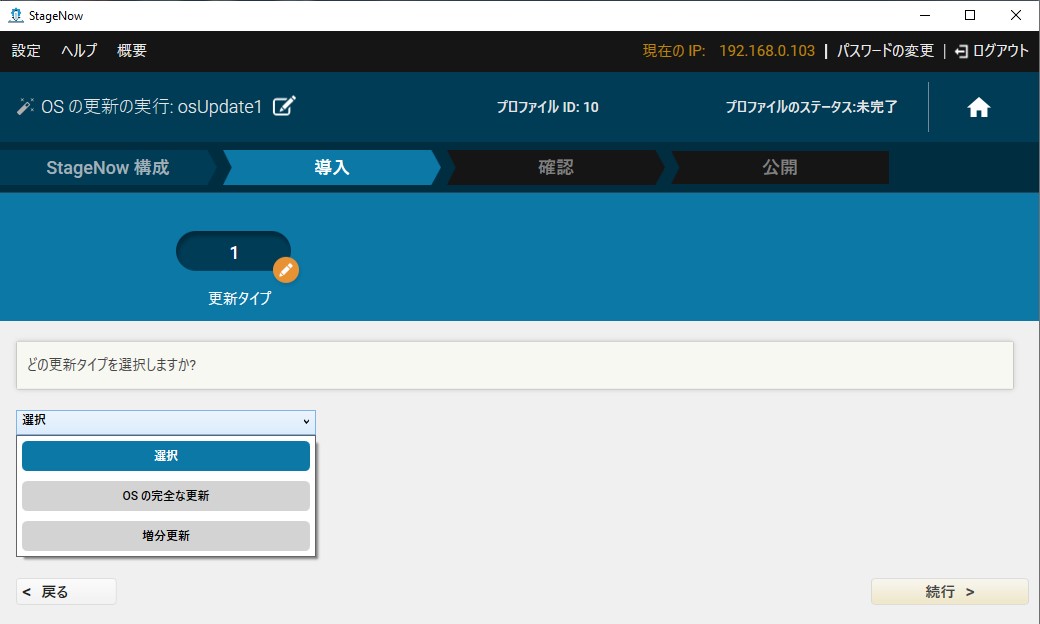 StageNow
設定 ヘルプ 概要 現在の IP: 192.168.0.103 | パスワードの変更 | ログアウト
OS の更新の実行: osUpdate1 プロファイル ID: 10 プロファイルのステータス:未完了
StageNow 構成 導入 確認 公開
1
更新タイプ
どの更新タイプを選択しますか?
選択
選択
OS の完全な更新
増分更新
< 戻る 続行 >